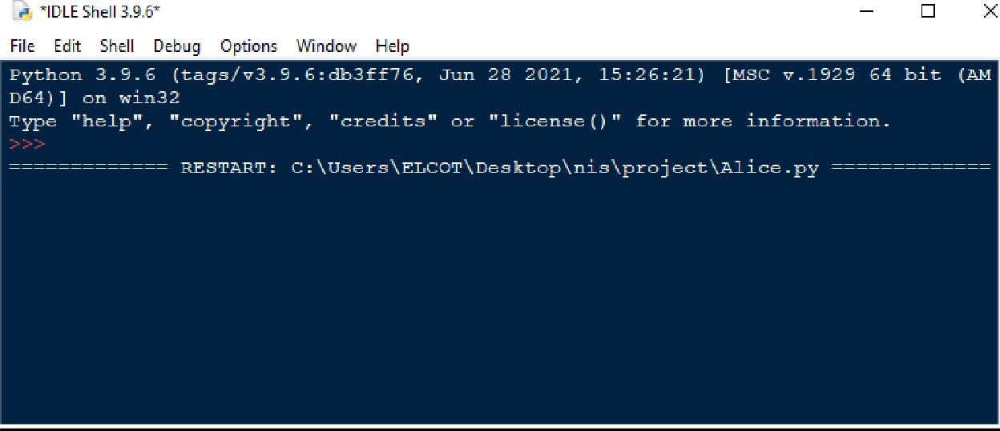 *IDLE Shell 3.9.6*
File Edit Shell Debug Options Window Help
Python 3.9.6 (tags/v3.9.6:db3ff76, Jun 28 2021, 15:26:21) [MSC v.1929 64 bit (AM
D64)] on win32
Type "help", "copyright", "credits" or "license()" for more information.
>>>
============= RESTART: C:\Users\ELCOT\Desktop\nis\project\Alice.py =============